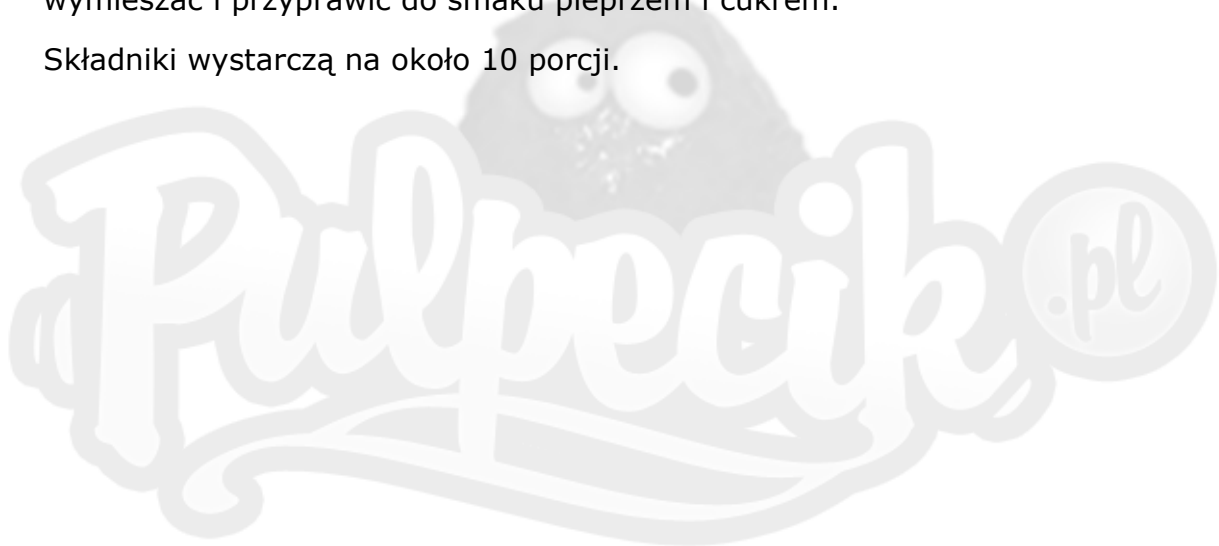 wymieszać i przyprawić do smaku pieprzem i cukrem.
Składniki wystarczą na około 10 porcji.
Pulpecik.pl